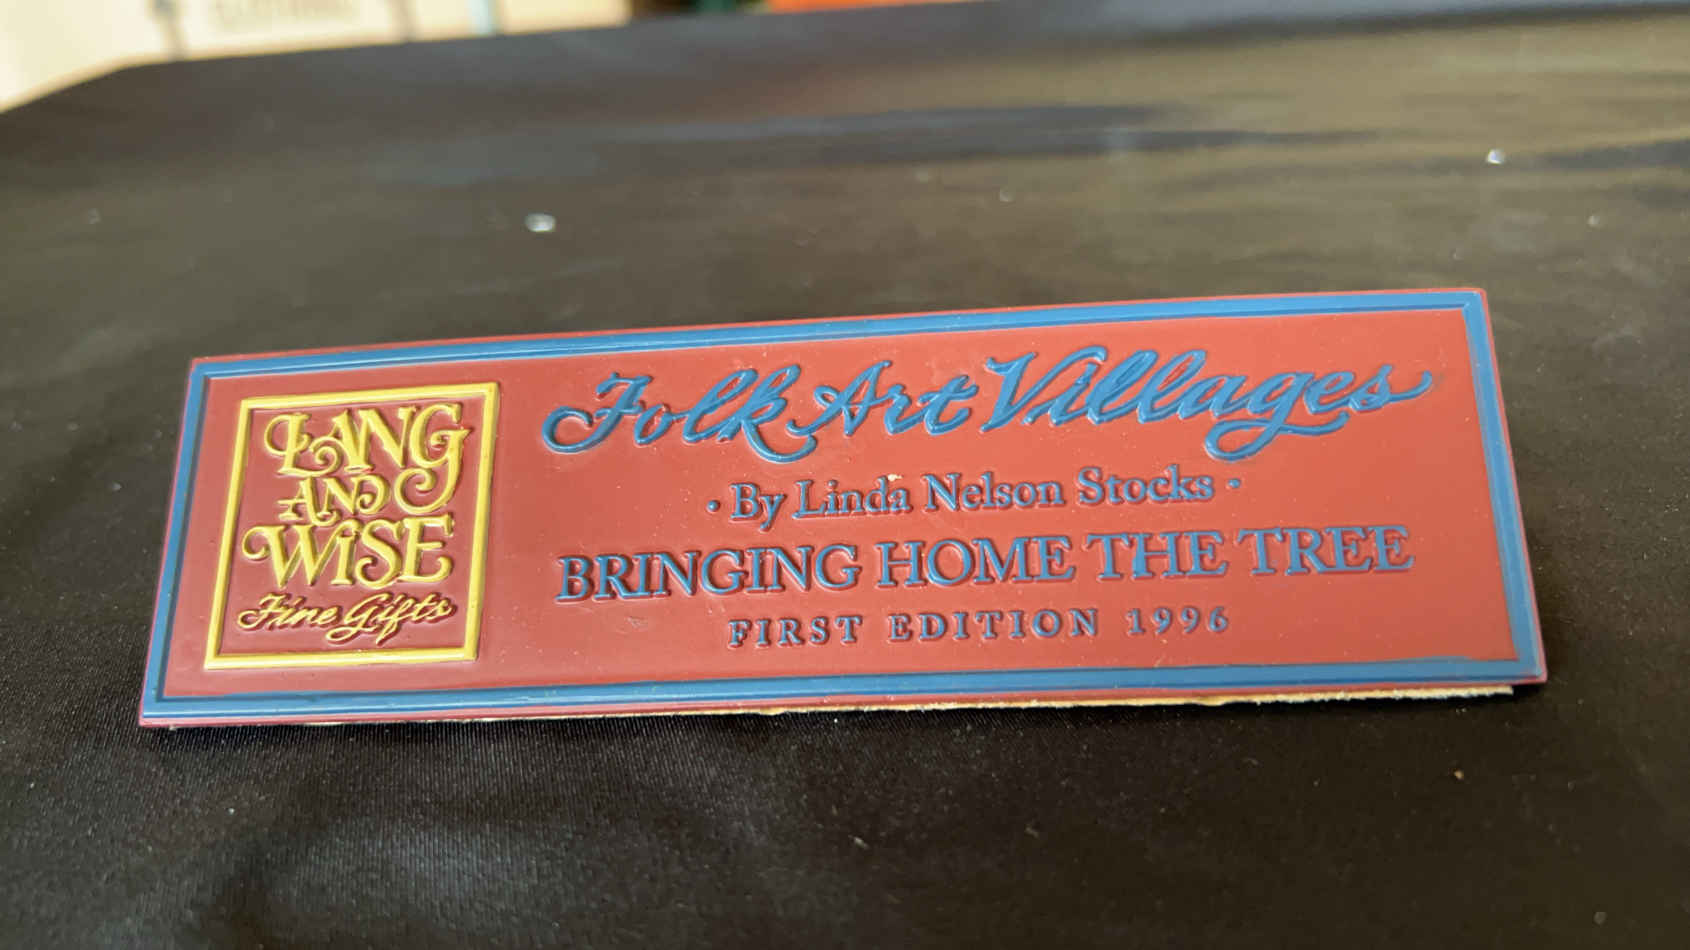 LANG
AND
WISE
Fine Gifts
Folk Art Villages
• By Linda Nelson Stocks •
BRINGING HOME THE TREE
FIRST EDITION 1996